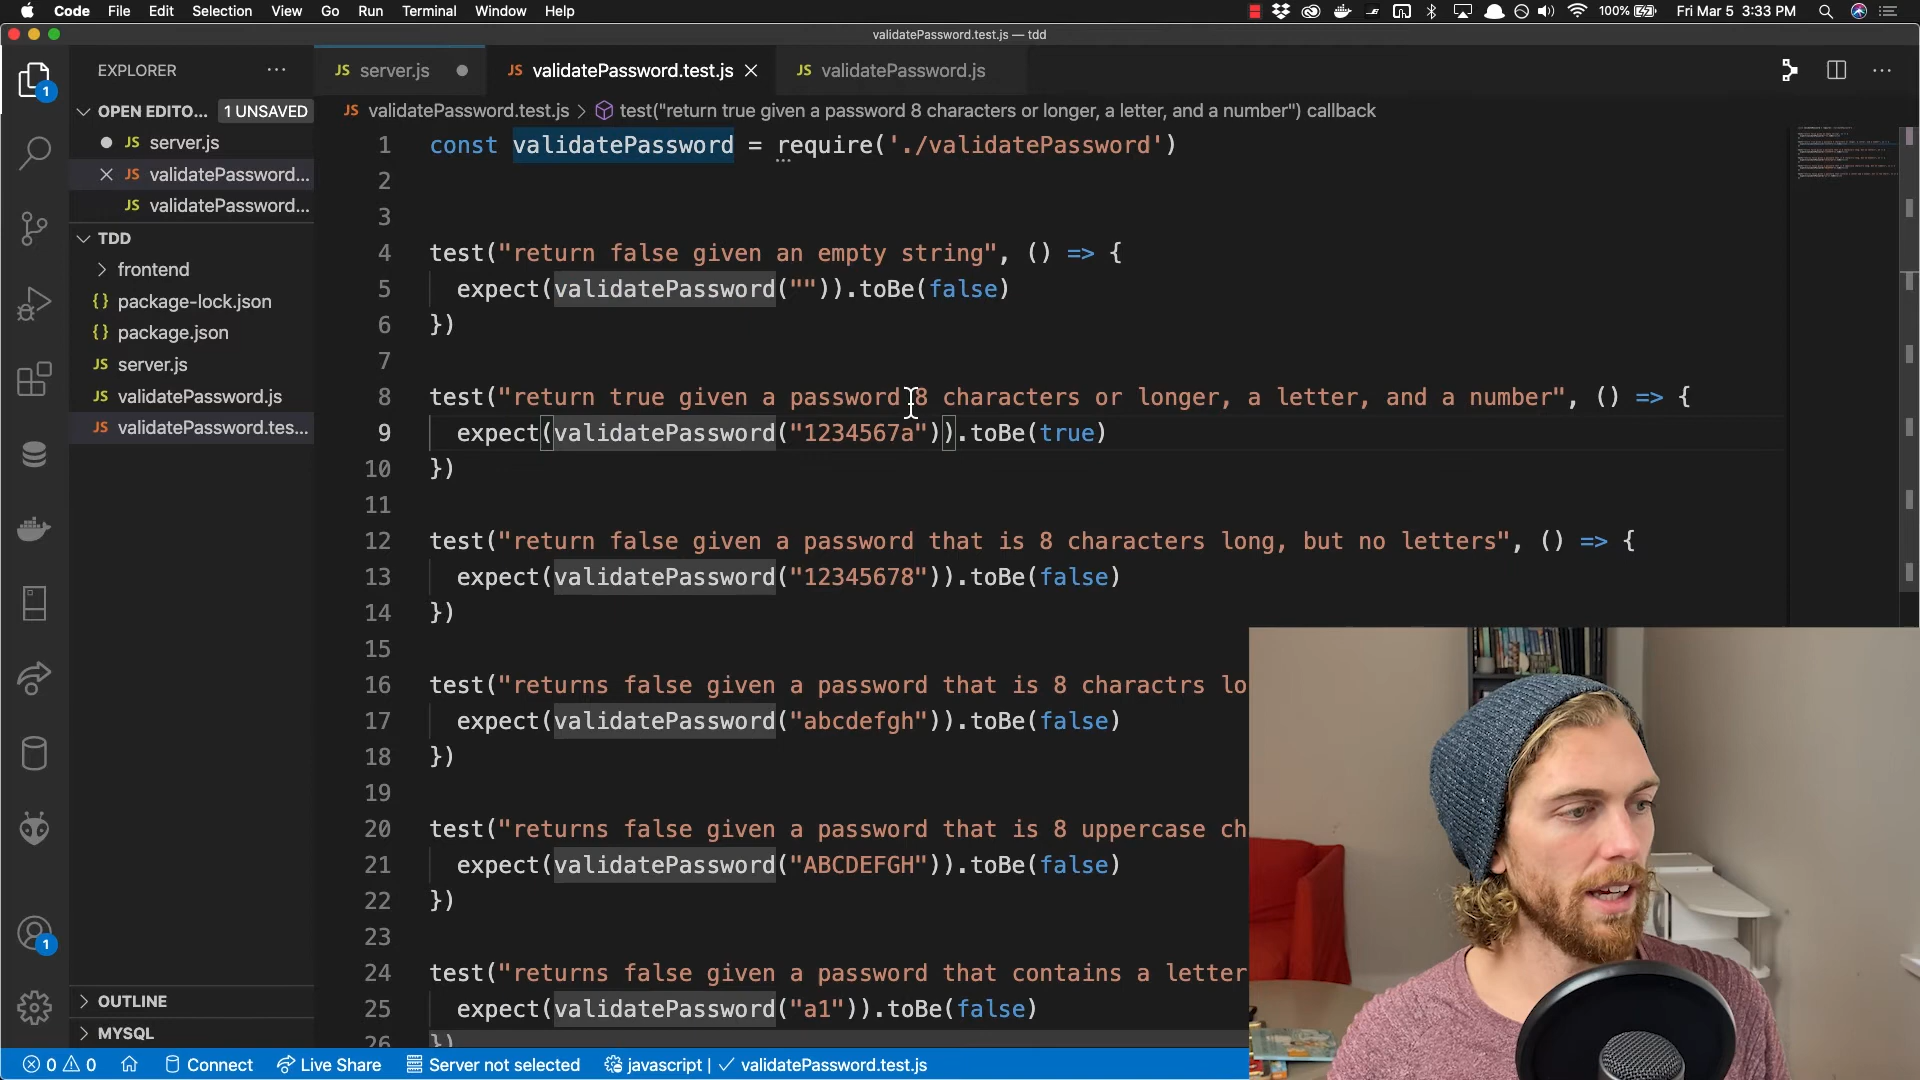 Code File Edit Selection View Go Run Terminal Window Help 100% Fri Mar 5 3:33 PM
validatePassword.test.js — tdd
EXPLORER ··· JS server.js JS validatePassword.test.js JS validatePassword.js
OPEN EDITO... 1 UNSAVED JS validatePassword.test.js > test("return true given a password 8 characters or longer, a letter, and a number") callback
JS server.js
JS validatePassword...
JS validatePassword...
TDD
frontend
{} package-lock.json
{} package.json
JS server.js
JS validatePassword.js
JS validatePassword.tes...
OUTLINE
MYSQL
1
1
1 const validatePassword = require('./validatePassword')
2
3
4 test("return false given an empty string", () => {
5 expect(validatePassword("")).toBe(false)
6 })
7
8 test("return true given a password 8 characters or longer, a letter, and a number", () => {
9 expect(validatePassword("1234567a")).toBe(true)
10 })
11
12 test("return false given a password that is 8 characters long, but no letters", () => {
13 expect(validatePassword("12345678")).toBe(false)
14 })
15
16 test("returns false given a password that is 8 charactrs lo
17 expect(validatePassword("abcdefgh")).toBe(false)
18 })
19
20 test("returns false given a password that is 8 uppercase ch
21 expect(validatePassword("ABCDEFGH")).toBe(false)
22 })
23
24 test("returns false given a password that contains a letter
25 expect(validatePassword("a1")).toBe(false)
26 })
0 0 Connect Live Share Server not selected javascript | ✓ validatePassword.test.js